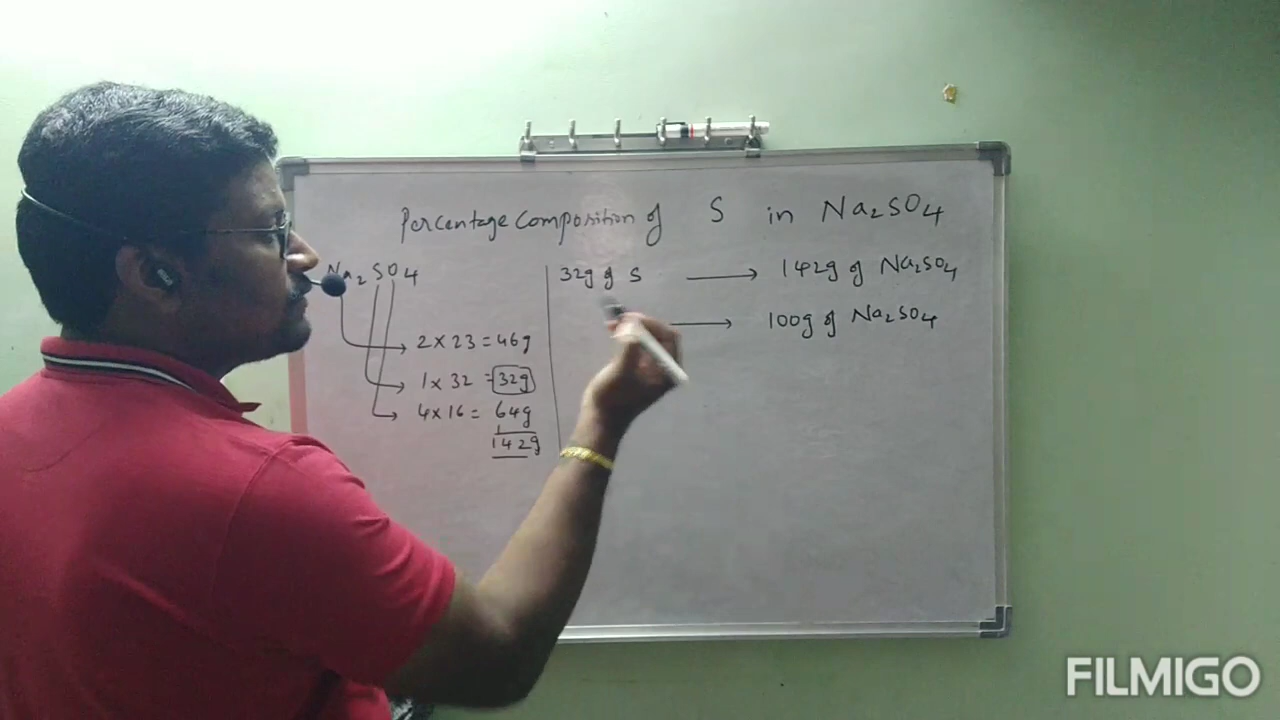 Percentage Composition of S in Na₂SO₄
Na₂SO₄
2 × 23 = 46g
1 × 32 = 32g
4 × 16 = 64g
1
142g
32g of S → 142g of Na₂SO₄
→ 100g of Na₂SO₄
FILMIGO